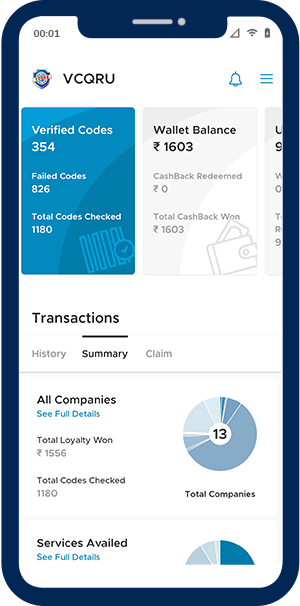 00:01
VCQRU
Verified Codes
354
Failed Codes
826
Total Codes Checked
1180
Wallet Balance
₹ 1603
CashBack Redeemed
₹ 0
Total CashBack Won
₹ 1603
Transactions
History Summary Claim
All Companies
See Full Details
Total Loyalty Won
₹ 1556
Total Codes Checked
1180
13
Total Companies
Services Availed
See Full Details